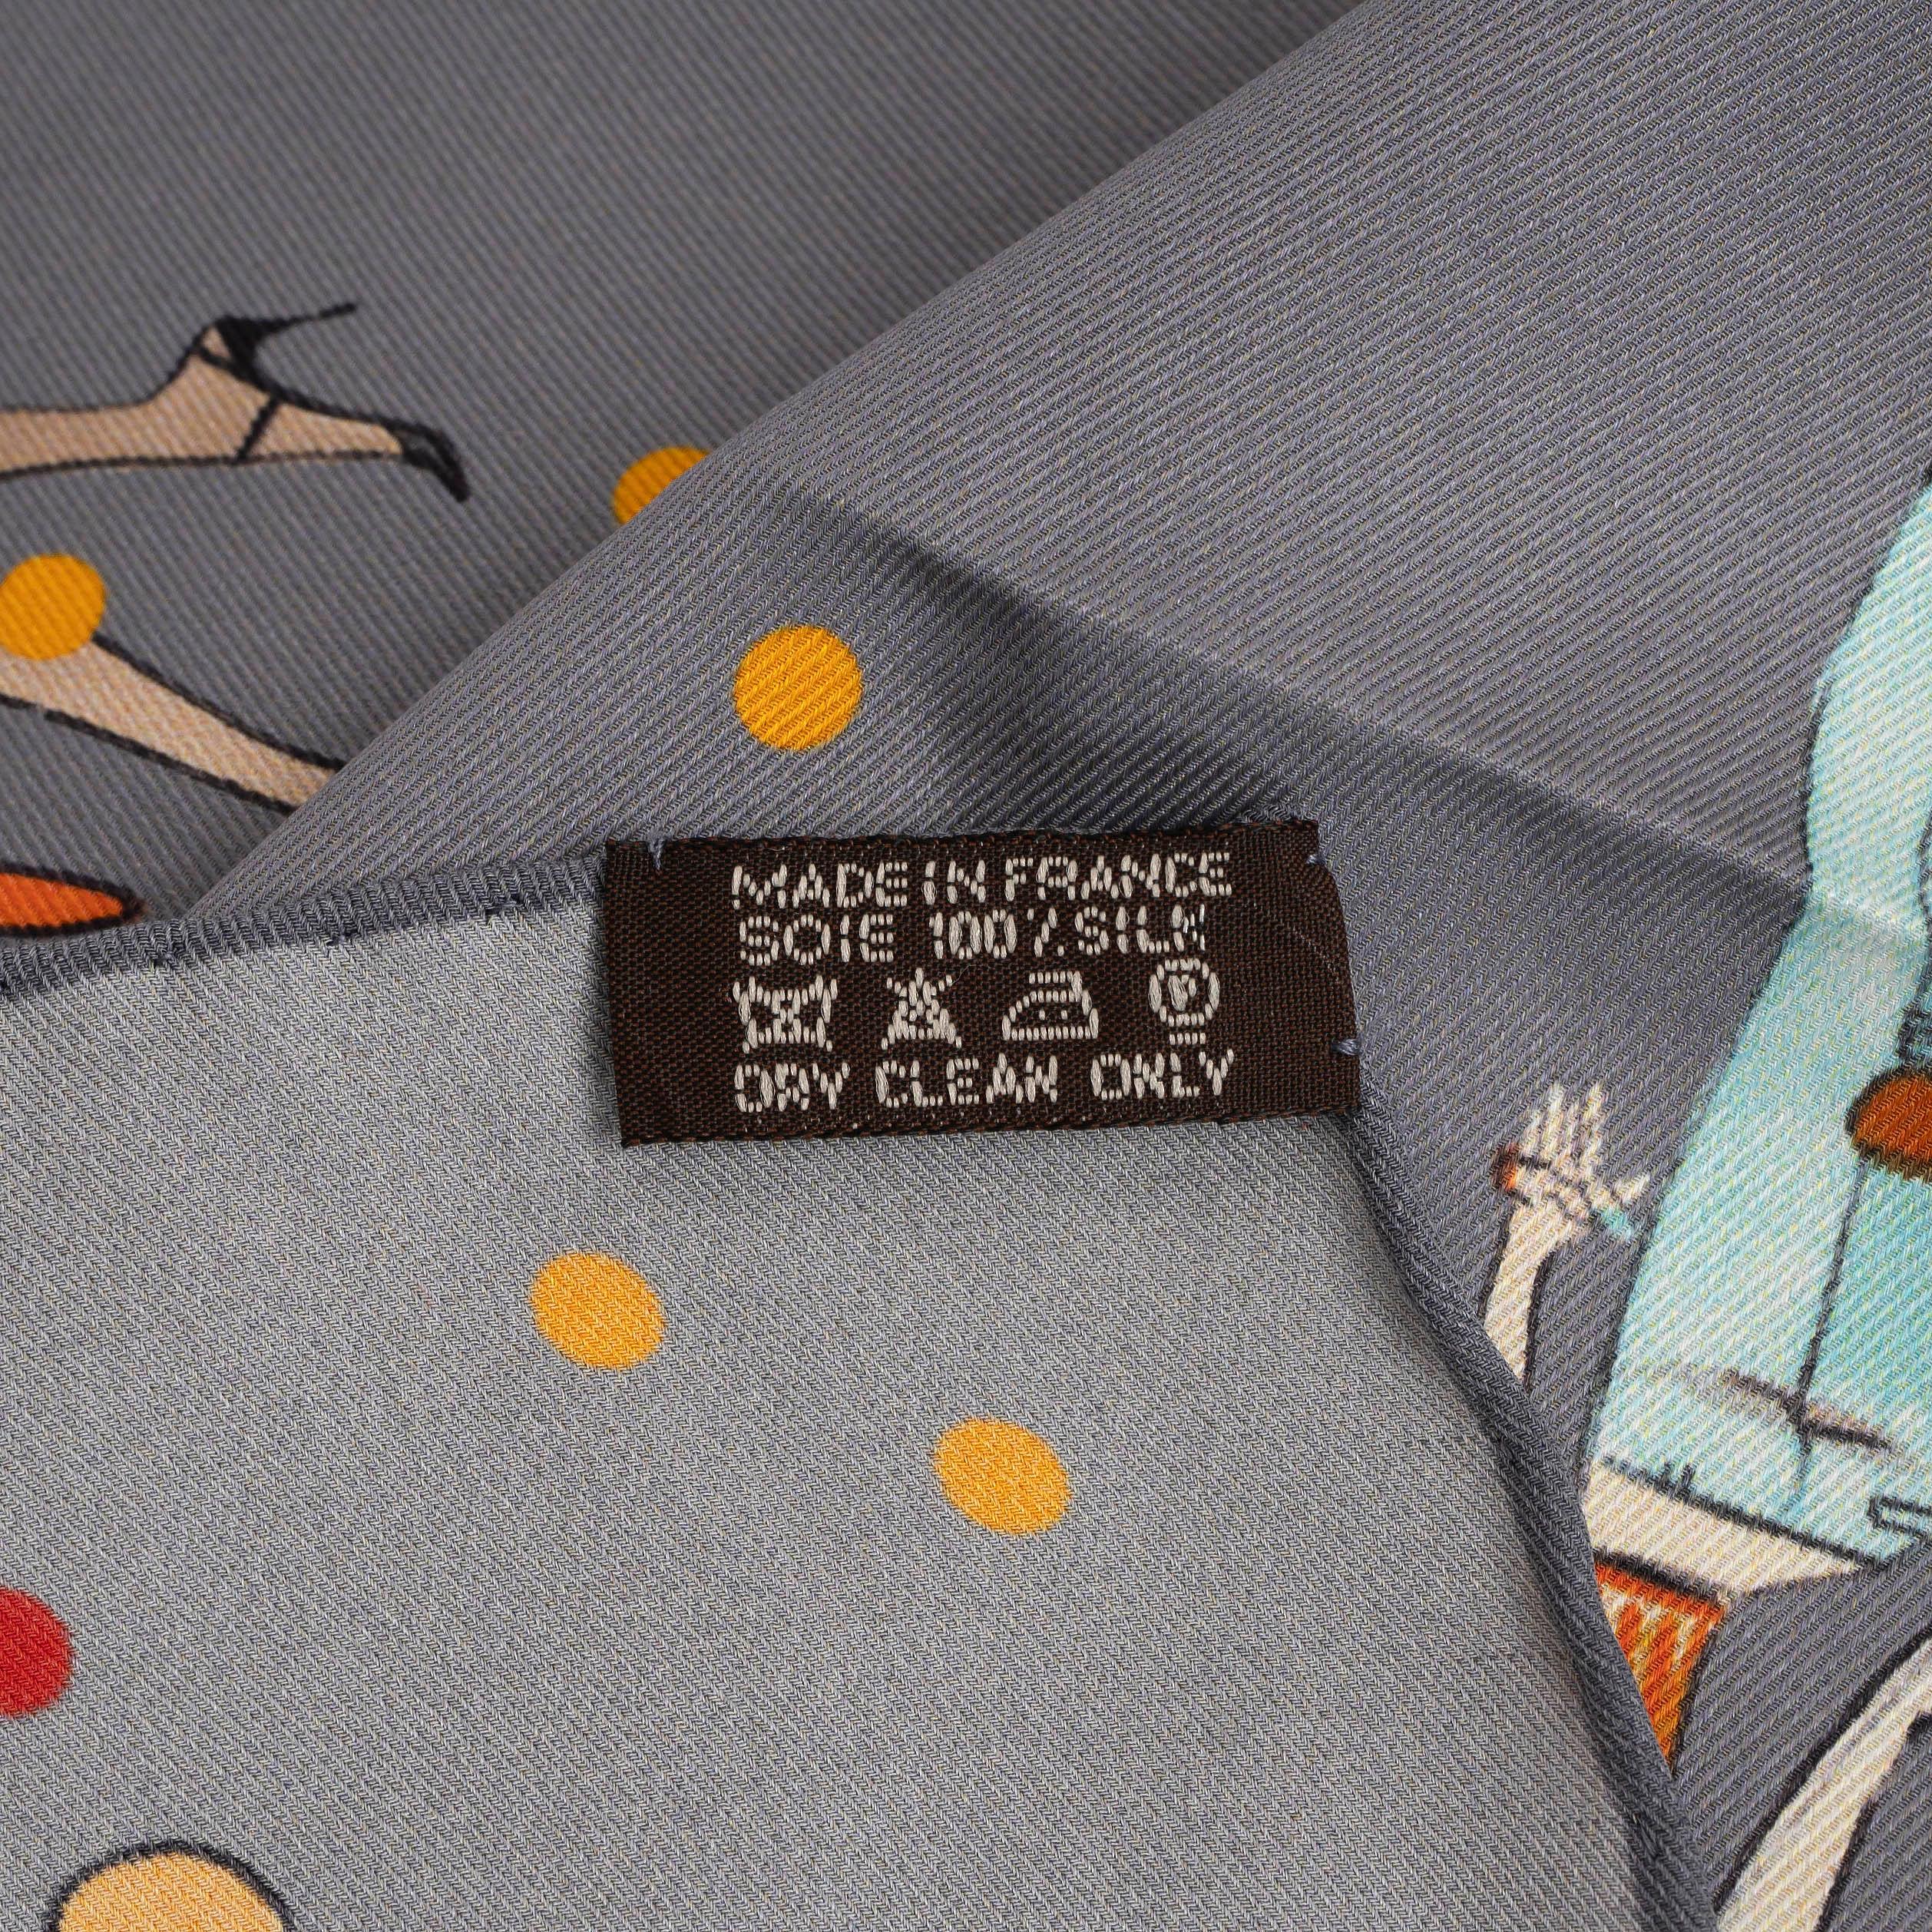 MADE IN FRANCE
SOIE 100% SILK
P
DRY CLEAN ONLY